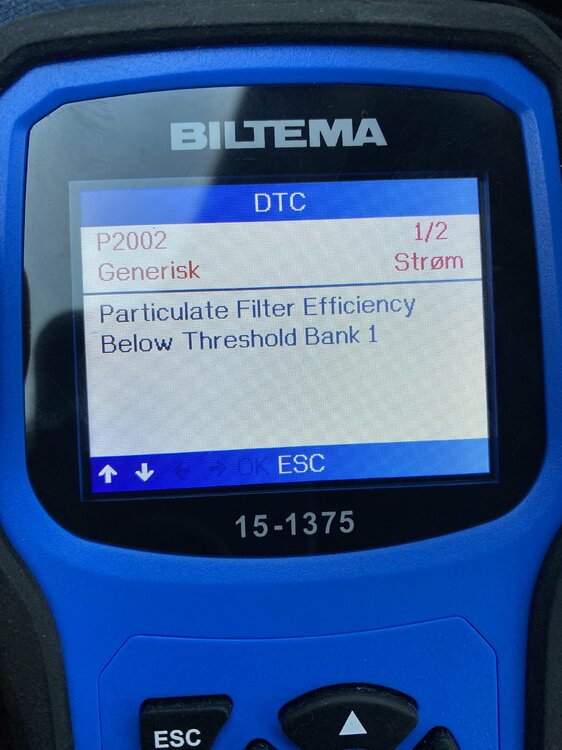 BILTEMA
DTC
P2002 1/2
Generisk Strøm
Particulate Filter Efficiency
Below Threshold Bank 1
OK ESC
15-1375
ESC